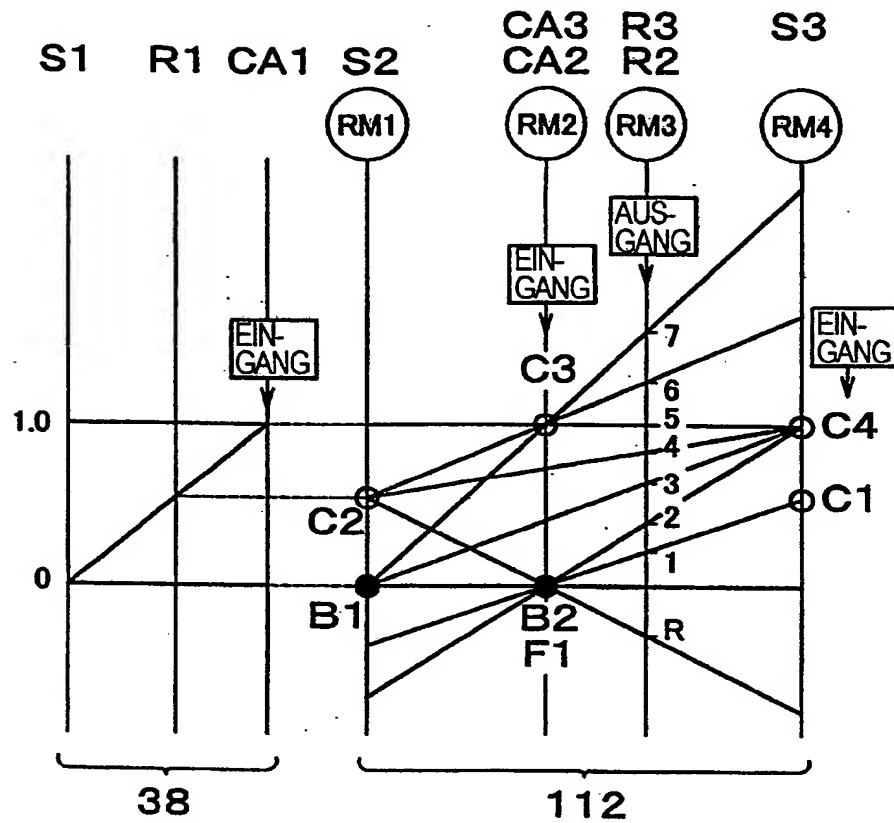 CA3 R3 S3
S1 R1 CA1 S2 CA2 R2
RM1 RM2 RM3 RM4
AUS-
GANG
EIN-
GANG
EIN-
GANG
EIN-
GANG
7
C3
6
1.0
5
C4
4
3
C2
2
C1
1
0
B1
B2
R
F1
38
112